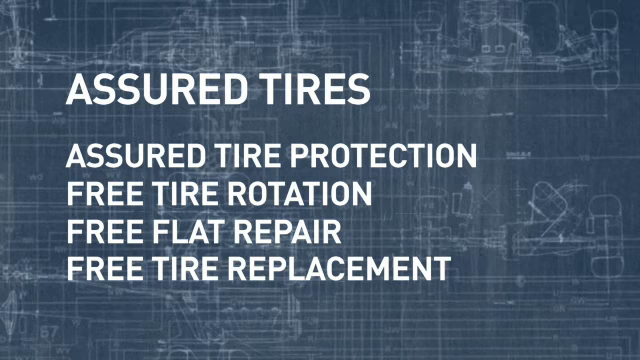 ASSURED TIRES
ASSURED TIRE PROTECTION
FREE TIRE ROTATION
FREE FLAT REPAIR
FREE TIRE REPLACEMENT